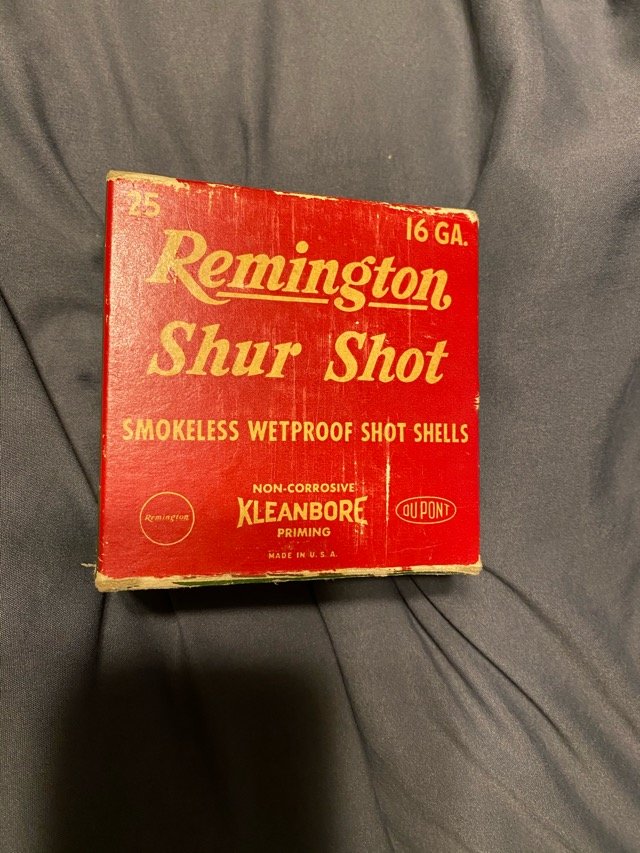 25
16 GA.
Remington
Shur Shot
SMOKELESS WETPROOF SHOT SHELLS
NON-CORROSIVE
KLEANBORE
PRIMING
Remington
DU PONT
MADE IN U.S.A.